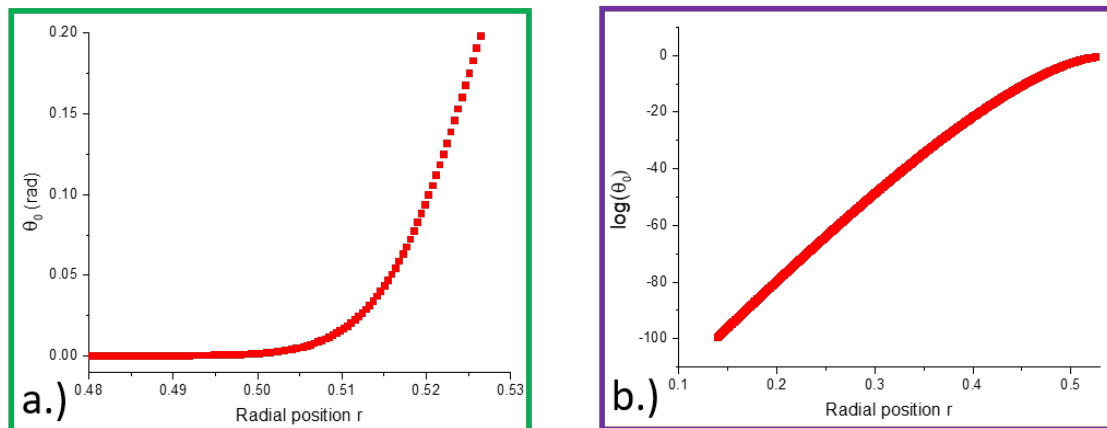 0.20
0.15
0.10
0.05
0.00
θ₀ (rad)
0.48 0.49 0.50 0.51 0.52 0.53
Radial position r
a.)
0
-20
-40
-60
-80
-100
log(θ₀)
0.1 0.2 0.3 0.4 0.5
Radial position r
b.)